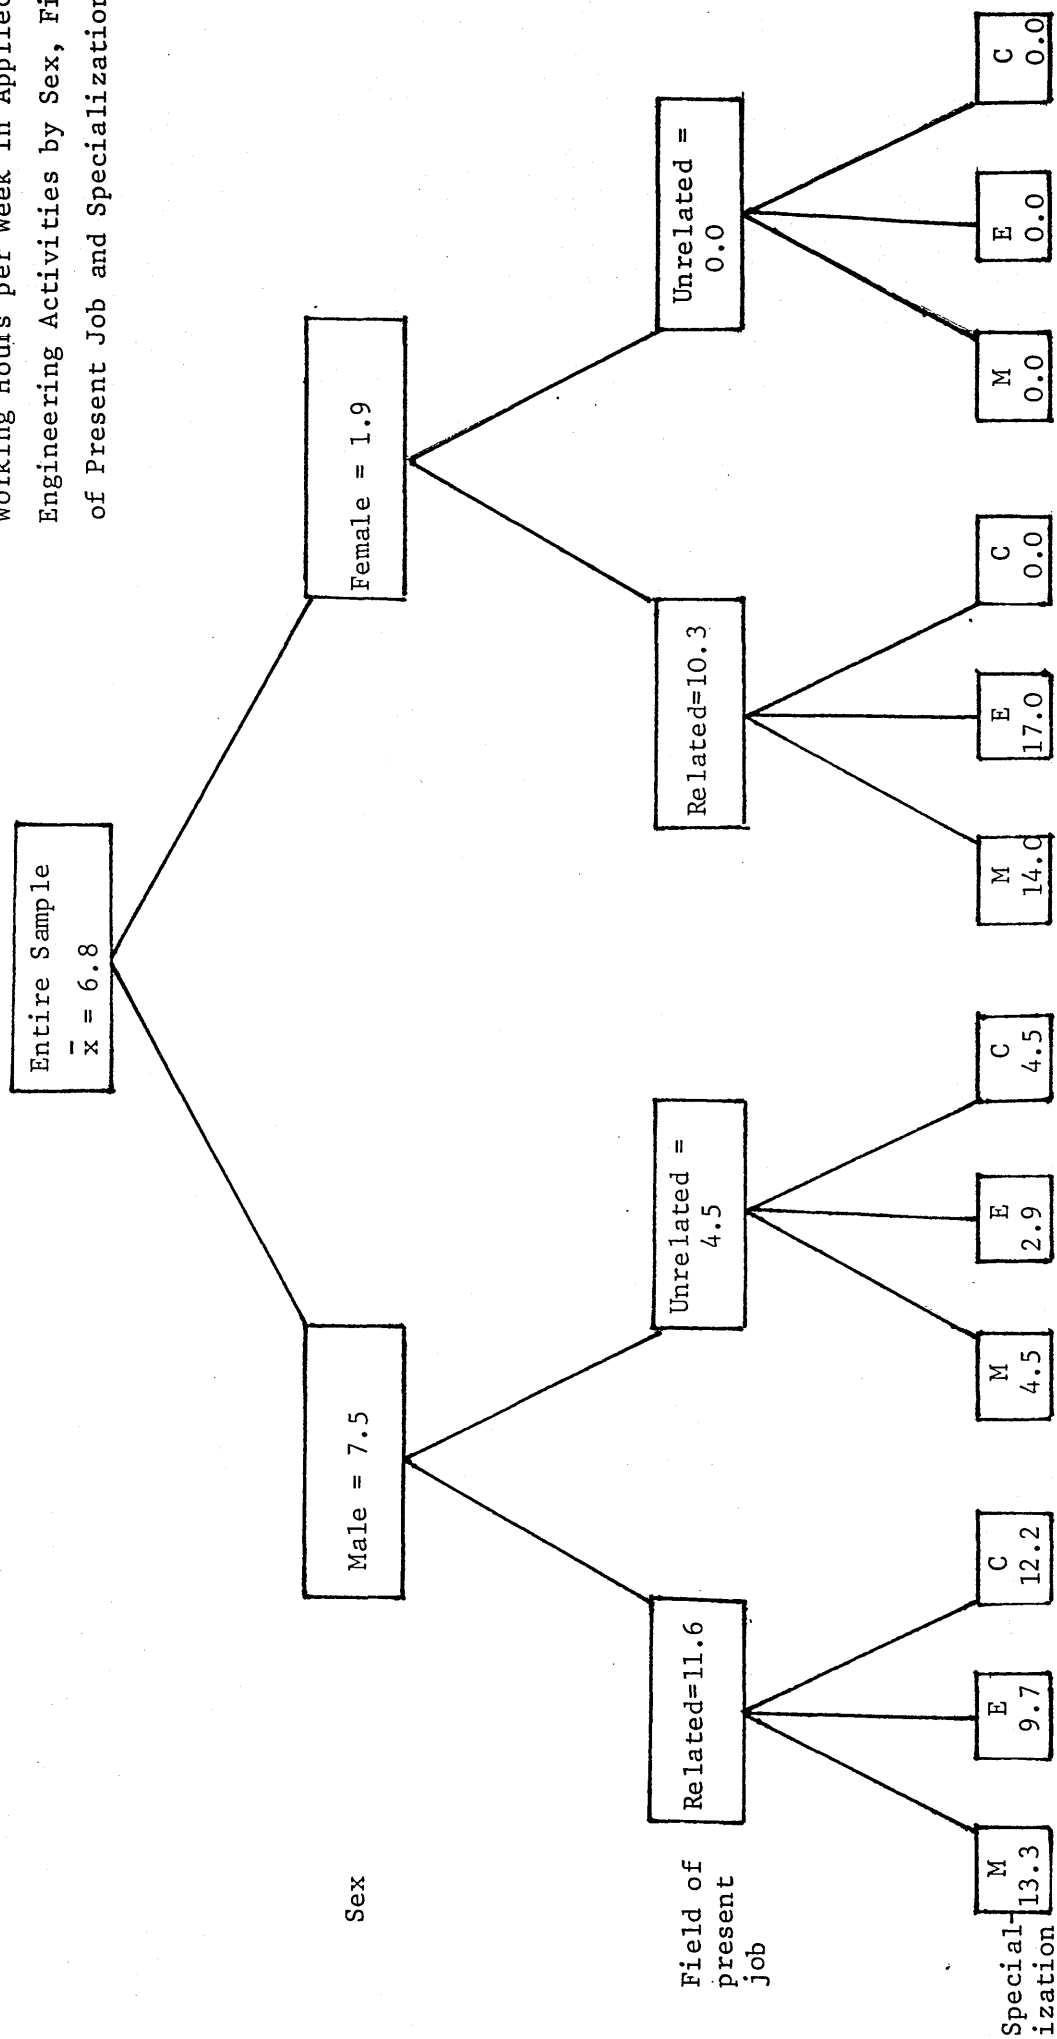 Working Hours per Week in Applied
Engineering Activities by Sex,
of Present Job and Specialization
Entire Sample
x̄ = 6.8
Sex
Male = 7.5
Female = 1.9
Field of
present
job
Related=11.6
Unrelated =
4.5
Related=10.3
Unrelated =
0.0
Special-
ization
M
13.3
E
9.7
C
12.2
M
4.5
E
2.9
C
4.5
M
14.0
E
17.0
C
0.0
M
0.0
E
0.0
C
0.0